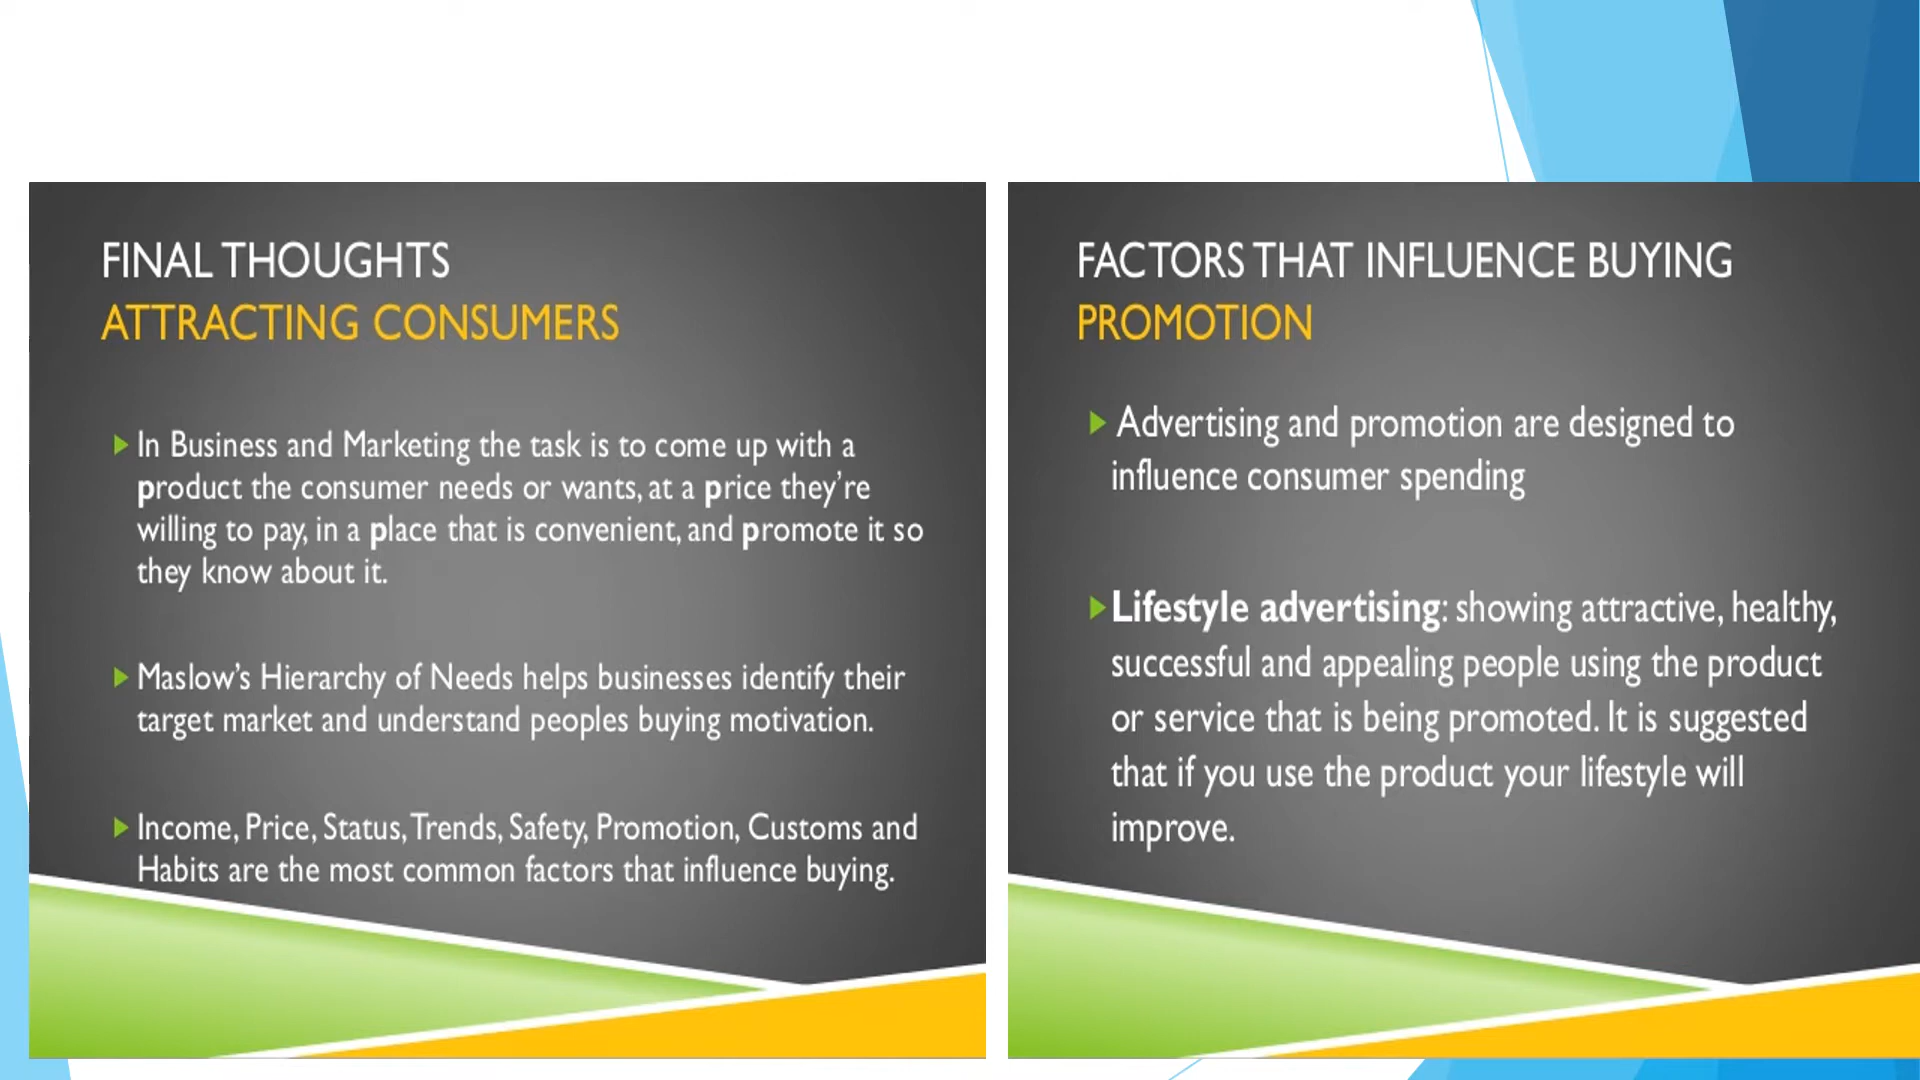 FINAL THOUGHTS
ATTRACTING CONSUMERS
In Business and Marketing the task is to come up with a
product the consumer needs or wants, at a price they’re
willing to pay, in a place that is convenient, and promote it so
they know about it.
Maslow’s Hierarchy of Needs helps businesses identify their
target market and understand peoples buying motivation.
Income, Price, Status, Trends, Safety, Promotion, Customs and
Habits are the most common factors that influence buying.
FACTORS THAT INFLUENCE BUYING
PROMOTION
Advertising and promotion are designed to
influence consumer spending
Lifestyle advertising: showing attractive, healthy,
successful and appealing people using the product
or service that is being promoted. It is suggested
that if you use the product your lifestyle will
improve.